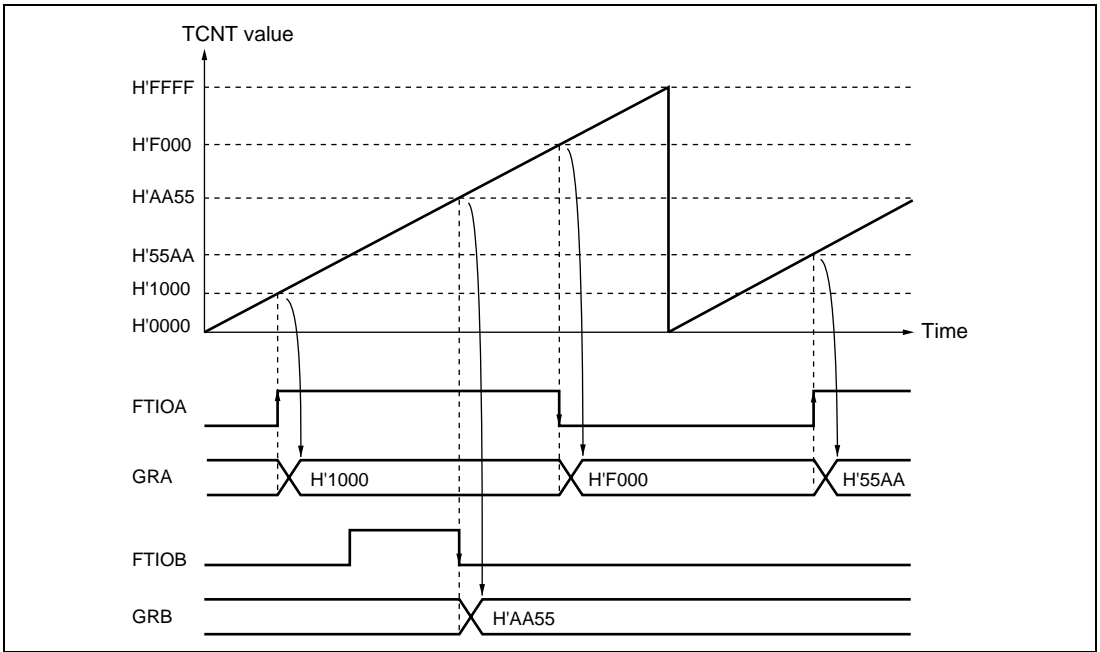 TCNT value
H'FFFF
H'F000
H'AA55
H'55AA
H'1000
H'0000
Time
FTIOA
GRA
H'1000
H'F000
H'55AA
FTIOB
GRB
H'AA55